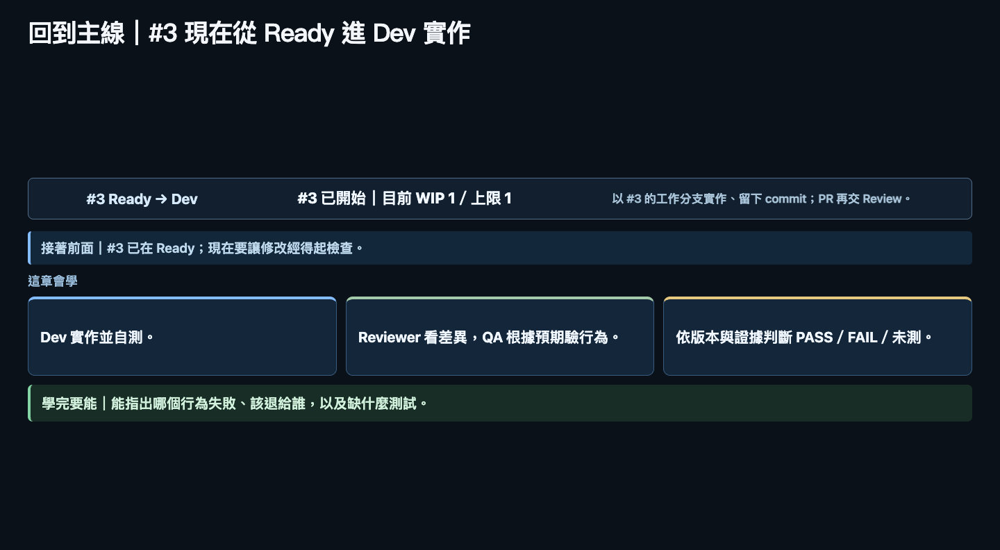 回到主線｜#3 現在從 Ready 進 Dev 實作
#3 Ready → Dev
#3 已開始｜目前 WIP 1 / 上限 1
以 #3 的工作分支實作、留下 commit；PR 再交 Review。
接著前面｜#3 已在 Ready；現在要讓修改經得起檢查。
這章會學
Dev 實作並自測。
Reviewer 看差異，QA 根據預期驗行為。
依版本與證據判斷 PASS / FAIL / 未測。
學完要能｜能指出哪個行為失敗、該退給誰，以及缺什麼測試。